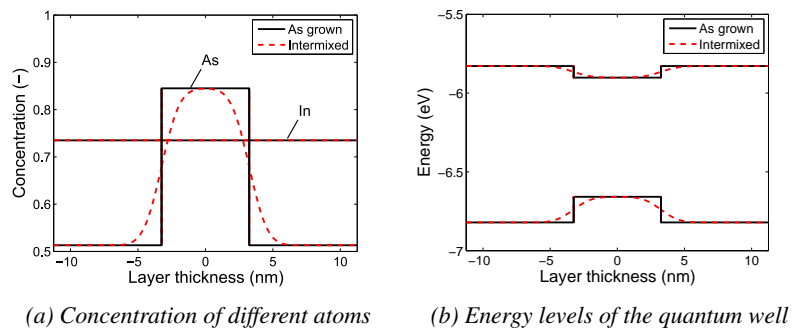 As grown
Intermixed
As
In
1
0.9
0.8
0.7
0.6
0.5
−10
−5
0
5
10
Concentration (−)
Layer thickness (nm)
(a) Concentration of different atoms
As grown
Intermixed
−5.5
−6
−6.5
−7
−10
−5
0
5
10
Energy (eV)
Layer thickness (nm)
(b) Energy levels of the quantum well